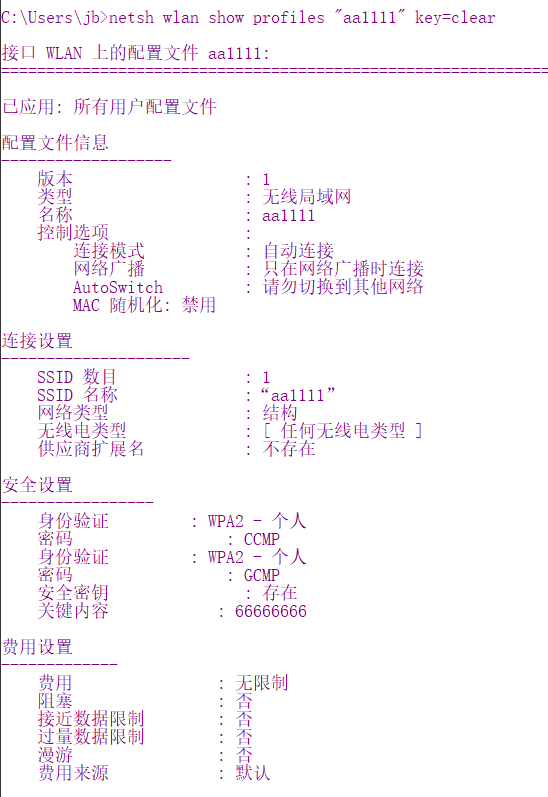 C:\Users\jb>netsh wlan show profiles "aa1111" key=clear
接口 WLAN 上的配置文件 aa1111:
=======================================================================
已应用: 所有用户配置文件
配置文件信息
-------------------
版本 : 1
类型 : 无线局域网
名称 : aa1111
控制选项 :
连接模式 : 自动连接
网络广播 : 只在网络广播时连接
AutoSwitch : 请勿切换到其他网络
MAC 随机化: 禁用
连接设置
---------------------
SSID 数目 : 1
SSID 名称 :“aa1111”
网络类型 : 结构
无线电类型 : [ 任何无线电类型 ]
供应商扩展名 : 不存在
安全设置
-----------------
身份验证 : WPA2 - 个人
密码 : CCMP
身份验证 : WPA2 - 个人
密码 : GCMP
安全密钥 : 存在
关键内容 : 66666666
费用设置
-------------
费用 : 无限制
阻塞 : 否
接近数据限制 : 否
过量数据限制 : 否
漫游 : 否
费用来源 : 默认